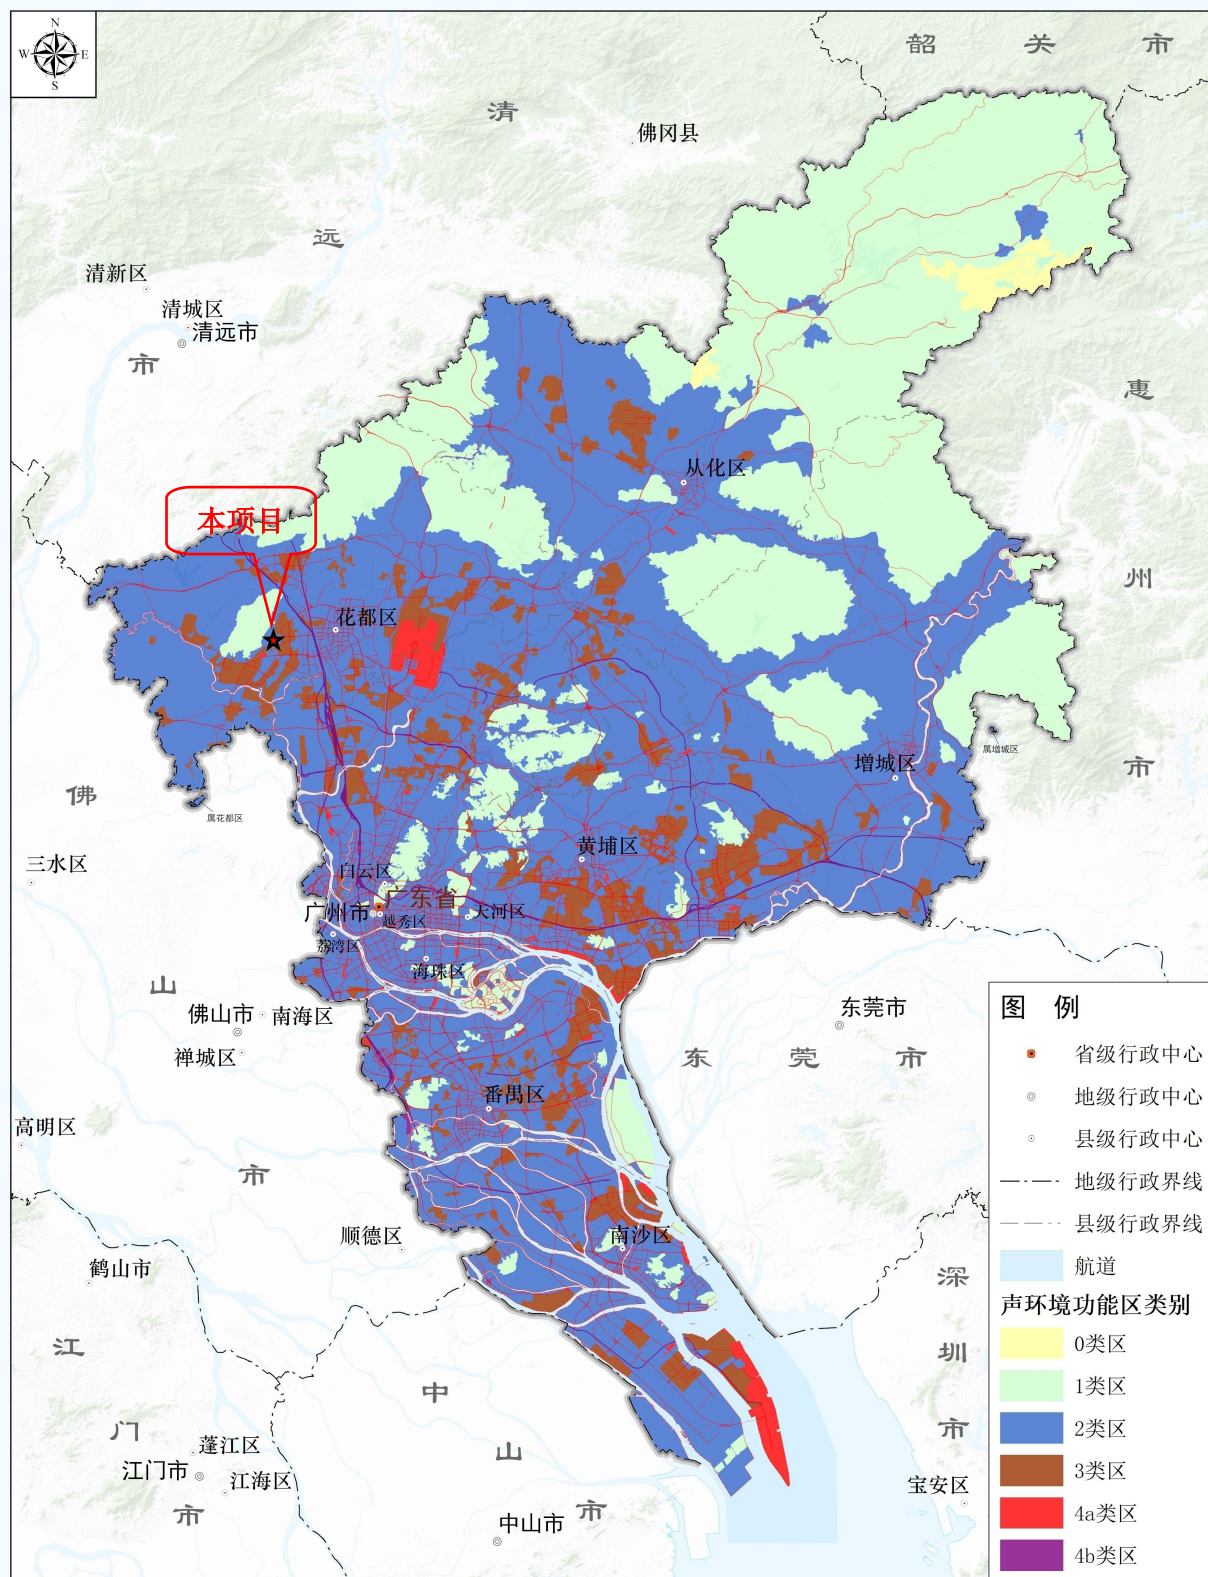 N
W E
S
韶 关 市
清
佛冈县
远
清新区
清城区
清远市
市
惠
从化区
本项目
州
花都区
属增城区
增城区
市
佛
属花都区
黄埔区
三水区
白云区
广东省
广州市
越秀区
天河区
荔湾区
海珠区
山
佛山市
南海区
东莞市
禅城区
东 莞 市
番禺区
高明区
市
顺德区
南沙区
鹤山市
深
江
圳
中
门
市
蓬江区
山
江门市
江海区
宝安区
市
市
中山市
图 例
省级行政中心
地级行政中心
县级行政中心
地级行政界线
县级行政界线
航道
声环境功能区类别
0类区
1类区
2类区
3类区
4a类区
4b类区